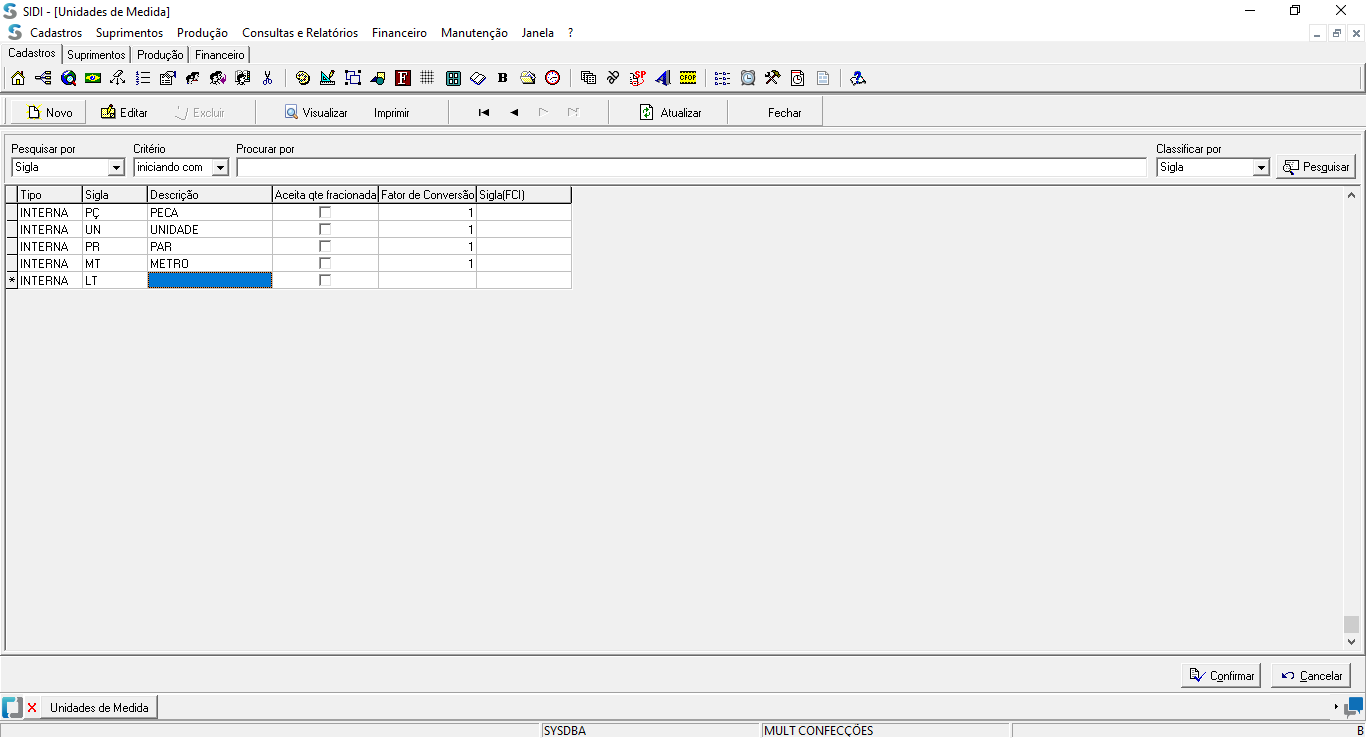 SIDI - [Unidades de Medida]
Cadastros Suprimentos Produção Consultas e Relatórios Financeiro Manutenção Janela ?
Cadastros Suprimentos Produção Financeiro
F B SP CFOP
Novo Editar Excluir Visualizar Imprimir Atualizar Fechar
Pesquisar por Critério Procurar por Classificar por
Sigla iniciando com Sigla Pesquisar
Tipo Sigla Descrição Aceita qte fracionada Fator de Conversão Sigla(FCI)
INTERNA PÇ PECA 1
INTERNA UN UNIDADE 1
INTERNA PR PAR 1
INTERNA MT METRO 1
* INTERNA LT
Confirmar Cancelar
Unidades de Medida
SYSDBA MULT CONFECÇÕES B